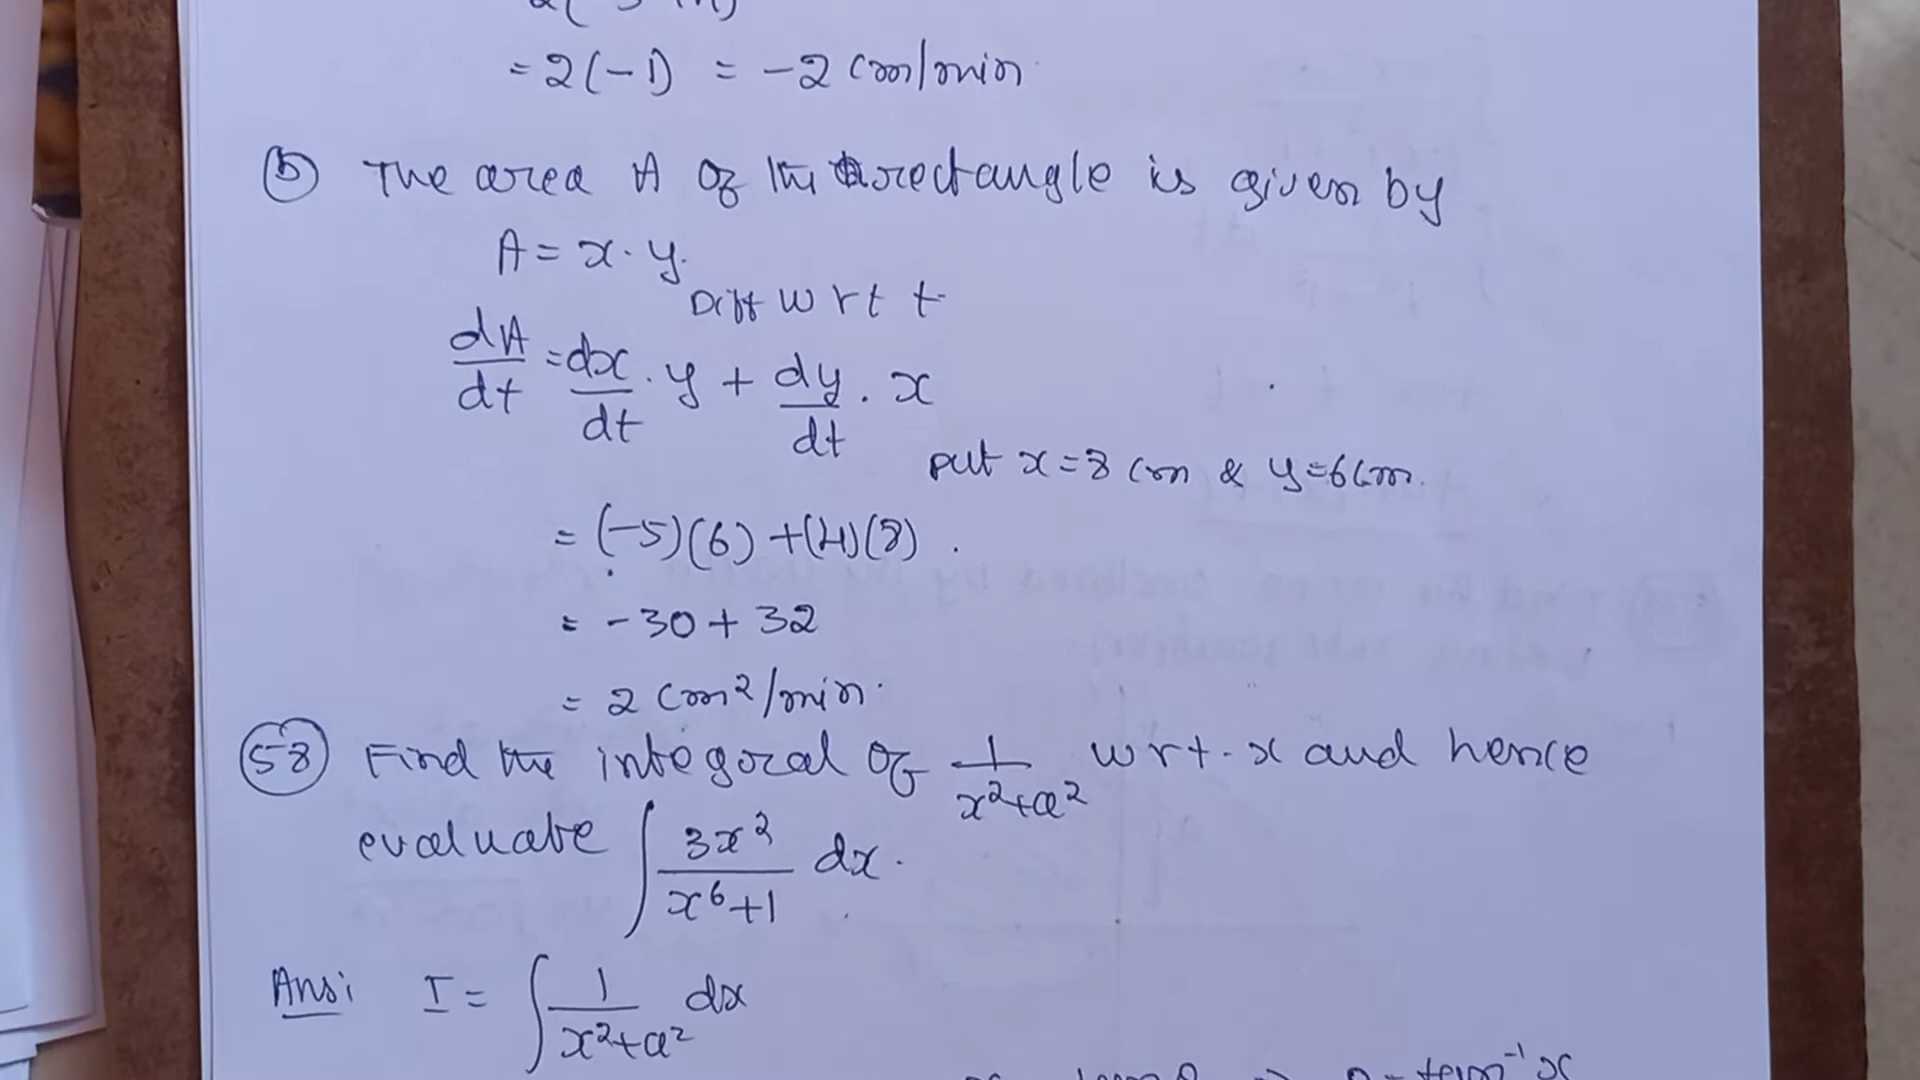 = 2(-1) = -2 cm/min
(b) The area A of the rectangle is given by
A = x . y.
Diff w r t t
dA/dt = dx/dt . y + dy/dt . x
put x = 8 cm & y = 6 cm.
= (-5)(6) + (4)(8) .
= -30 + 32
= 2 cm²/min.
(58) Find the integral of 1/(x²+a²) w r t . x and hence
evaluate ∫ 3x²/(x⁶+1) dx.
Ans: I = ∫ 1/(x²+a²) dx